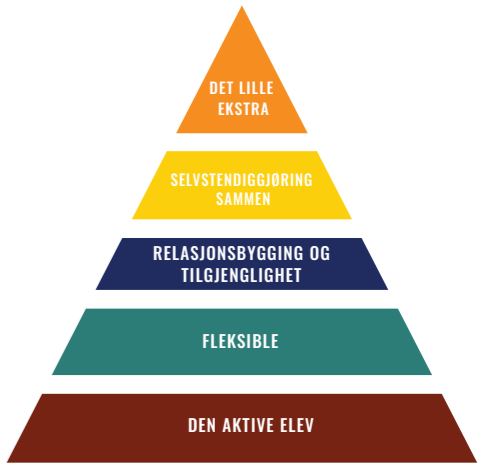 DET LILLE
EKSTRA
SELVSTENDIGGJØRING
SAMMEN
RELASJONSBYGGING OG
TILGJENGLIGHET
FLEKSIBLE
DEN AKTIVE ELEV